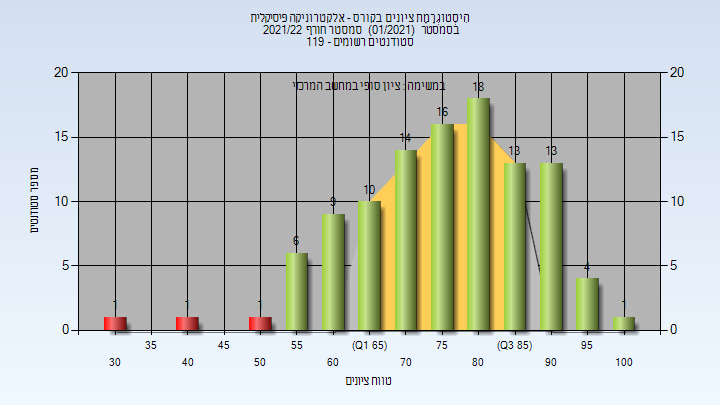 היסטוגרמת ציונים בקורס - אלקטרוניקה פיסיקלית
בסמסטר (01/2021) סמסטר חורף 2021/22
סטודנטים רשומים - 119
במשימה : ציון סופי במחשב המרכזי
20 20
15 15
10 10
5 5
0 0
מספר סטודנטים
1 1 1 6 9 10 14 16 18 13 13 4 1
35 45 55 (Q1 65) 75 (Q3 85) 95
30 40 50 60 70 80 90 100
טווח ציונים